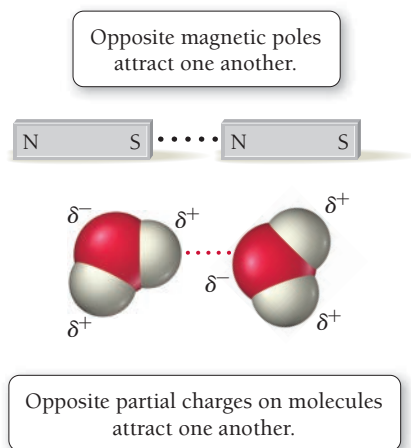 Opposite magnetic poles
attract one another.
N S N S
δ⁻ δ⁺ δ⁺
δ⁻
δ⁺ δ⁺
Opposite partial charges on molecules
attract one another.